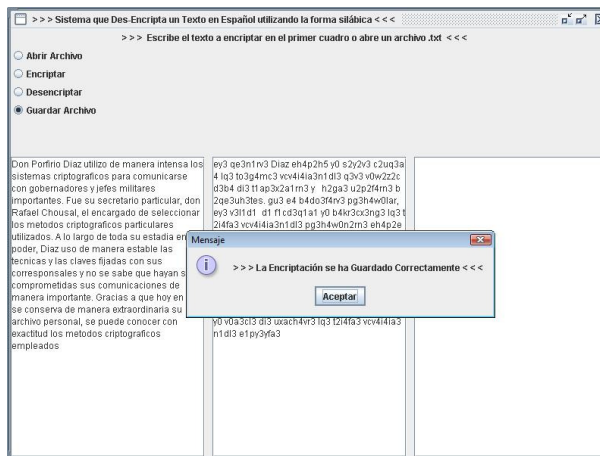 > > > Sistema que Des-Encripta un Texto en Español utilizando la forma silábica < < <
> > > Escribe el texto a encriptar en el primer cuadro o abre un archivo .txt < < <
Abrir Archivo
Encriptar
Desencriptar
Guardar Archivo
Don Porfirio Diaz utilizo de manera intensa los
sistemas criptograficos para comunicarse
con gobernadores y jefes militares
importantes. Fue su secretario particular, don
Rafael Chousal, el encargado de seleccionar
los metodos criptograficos particulares
utilizados. A lo largo de toda su estadia en
poder, Diaz uso de manera estable las
tecnicas y las claves fijadas con sus
corresponsales y no se sabe que hayan s
comprometidas sus comunicaciones de
manera importante. Gracias a que hoy en
se conserva de manera extraordinaria su
archivo personal, se puede conocer con
exactitud los metodos criptograficos
empleados
ey3 qe3n1rv3 Diaz eh4p2h5 y0 s2y2v3 c2uq3a
4 lq3 to3g4mc3 vcv4i4ia3n1dl3 q3v3 v0w2z2c
d3b4 di3 t1ap3x2a1rn3 y h2ga3 u2p2f4rn3 b
2qe3uh3tes. gu3 e4 b4do3f4rv3 pg3h4w0lar,
ey3 v3l1d1 d1 f1cd3q1a1 y0 b4kr3cx3ng3 lq3 t
2i4fa3 vcv4i4ia3n1dl3 pg3h4w0n2rn3 eh4p2e
y0 v0a3cl3 di3 uxach4vr3 lq3 t2i4fa3 vcv4i4ia3
n1dl3 e1py3yfa3
Mensaje
> > > La Encriptación se ha Guardado Correctamente < < <
Aceptar